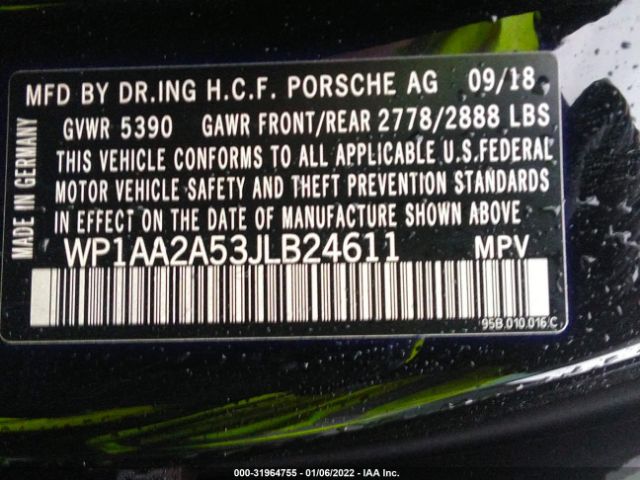 MFD BY DR.ING H.C.F. PORSCHE AG 09/18
GVWR 5390 GAWR FRONT/REAR 2778/2888 LBS
THIS VEHICLE CONFORMS TO ALL APPLICABLE U.S.FEDERAL
MOTOR VEHICLE SAFETY AND THEFT PREVENTION STANDARDS
IN EFFECT ON THE DATE OF MANUFACTURE SHOWN ABOVE
WP1AA2A53JLB24611 MPV
MADE IN GERMANY
95B.010.016 C
000-31964755 - 01/06/2022 - IAA Inc.